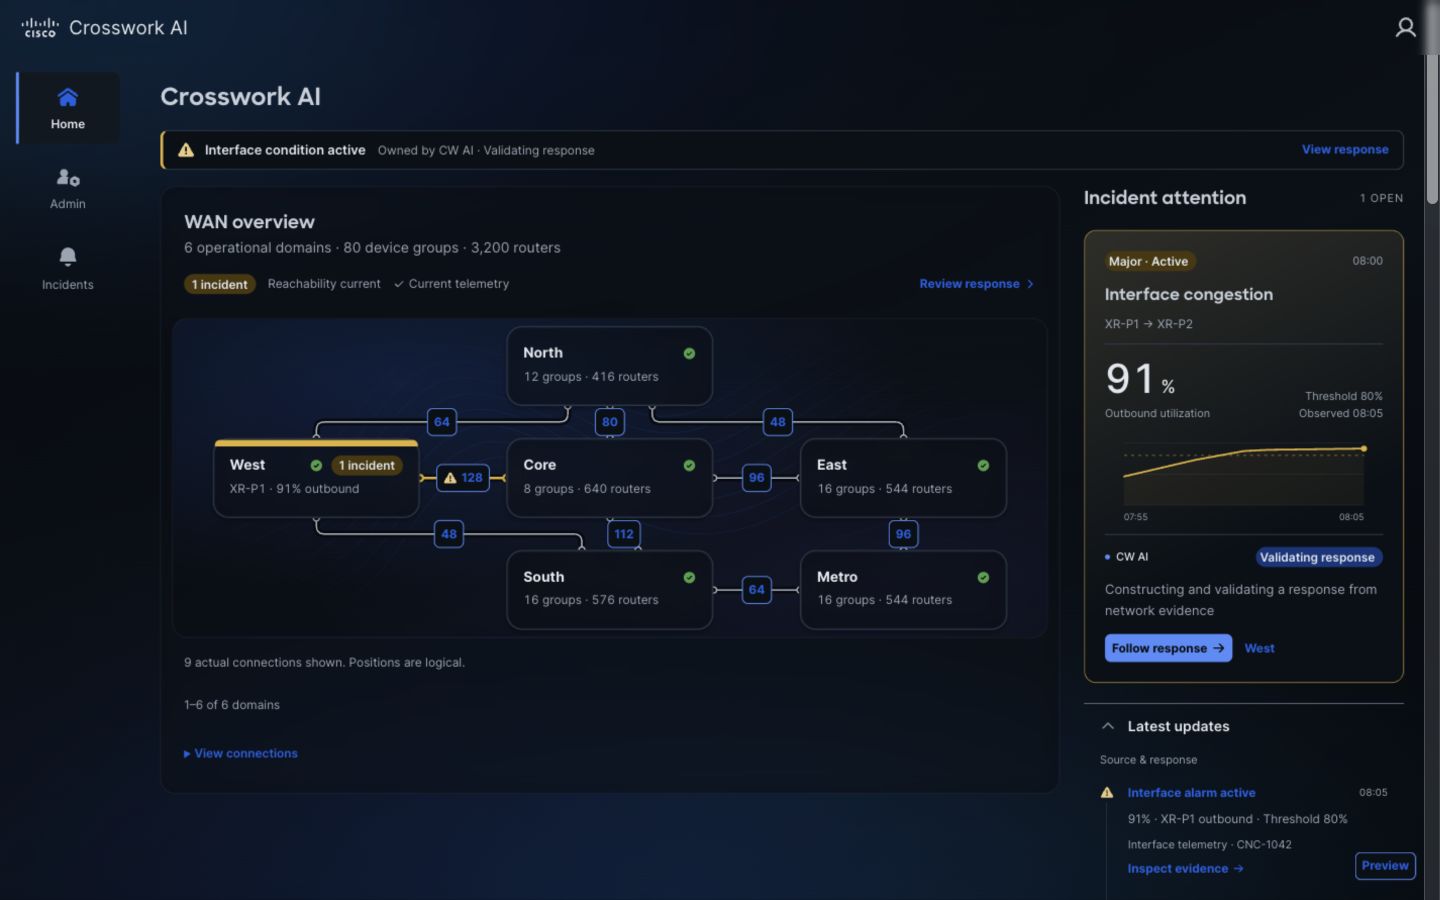 cisco Crosswork AI
Home
Admin
Incidents
Crosswork AI
Interface condition active Owned by CW AI · Validating response View response
WAN overview
6 operational domains · 80 device groups · 3,200 routers
1 incident Reachability current Current telemetry Review response
North
12 groups · 416 routers
64 80 48
West 1 incident
XR-P1 · 91% outbound
128
Core
8 groups · 640 routers
96
East
16 groups · 544 routers
48 112 96
South
16 groups · 576 routers
64
Metro
16 groups · 544 routers
9 actual connections shown. Positions are logical.
1–6 of 6 domains
View connections
Incident attention 1 OPEN
Major · Active 08:00
Interface congestion
XR-P1 → XR-P2
91 %
Outbound utilization
Threshold 80%
Observed 08:05
07:55 08:05
CW AI Validating response
Constructing and validating a response from
network evidence
Follow response → West
Latest updates
Source & response
Interface alarm active 08:05
91% · XR-P1 outbound · Threshold 80%
Interface telemetry · CNC-1042
Inspect evidence →
Preview